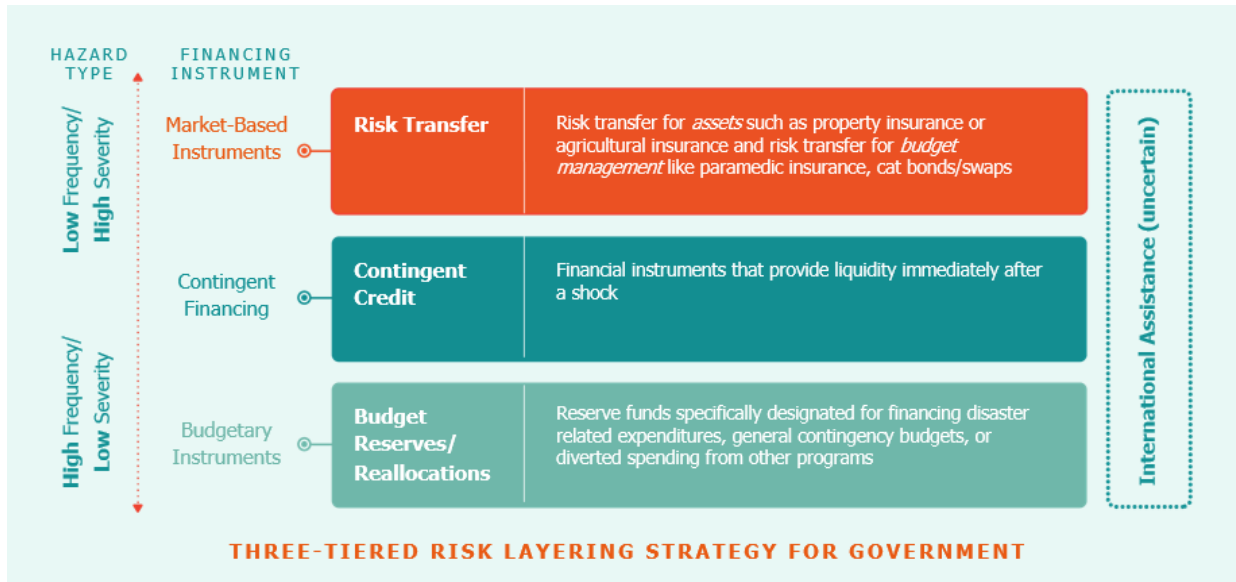 HAZARD
TYPE
FINANCING
INSTRUMENT
Low Frequency/
High Severity
High Frequency/
Low Severity
Market-Based
Instruments
Risk Transfer
Risk transfer for assets such as property insurance or
agricultural insurance and risk transfer for budget
management like paramedic insurance, cat bonds/swaps
Contingent
Financing
Contingent
Credit
Financial instruments that provide liquidity immediately after
a shock
Budgetary
Instruments
Budget
Reserves/
Reallocations
Reserve funds specifically designated for financing disaster
related expenditures, general contingency budgets, or
diverted spending from other programs
International Assistance (uncertain)
THREE-TIERED RISK LAYERING STRATEGY FOR GOVERNMENT